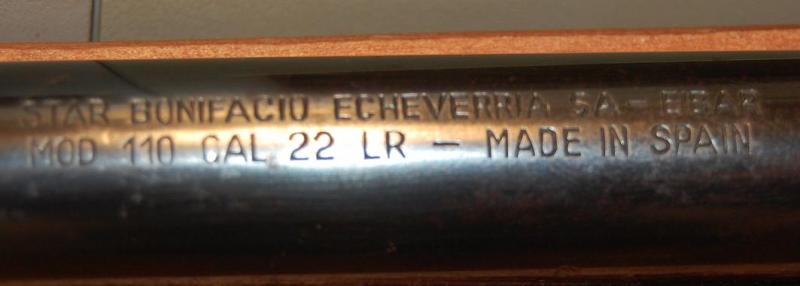 STAR BONIFACIO ECHEVERRIA SA - EIBAR
MOD 110 CAL 22 LR - MADE IN SPAIN